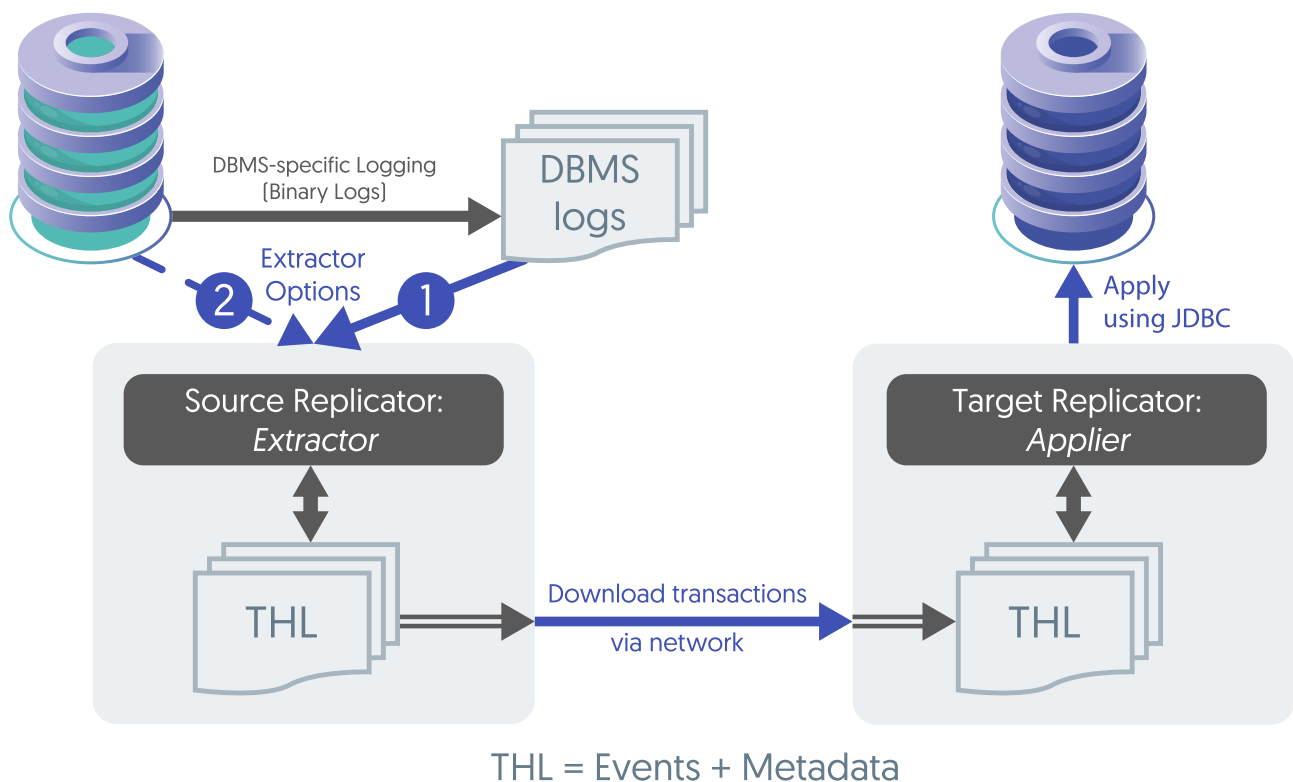 DBMS-specific Logging
(Binary Logs)
DBMS
logs
Extractor
Options
2
1
Apply
using JDBC
Source Replicator:
Extractor
Target Replicator:
Applier
THL
Download transactions
via network
THL
THL = Events + Metadata